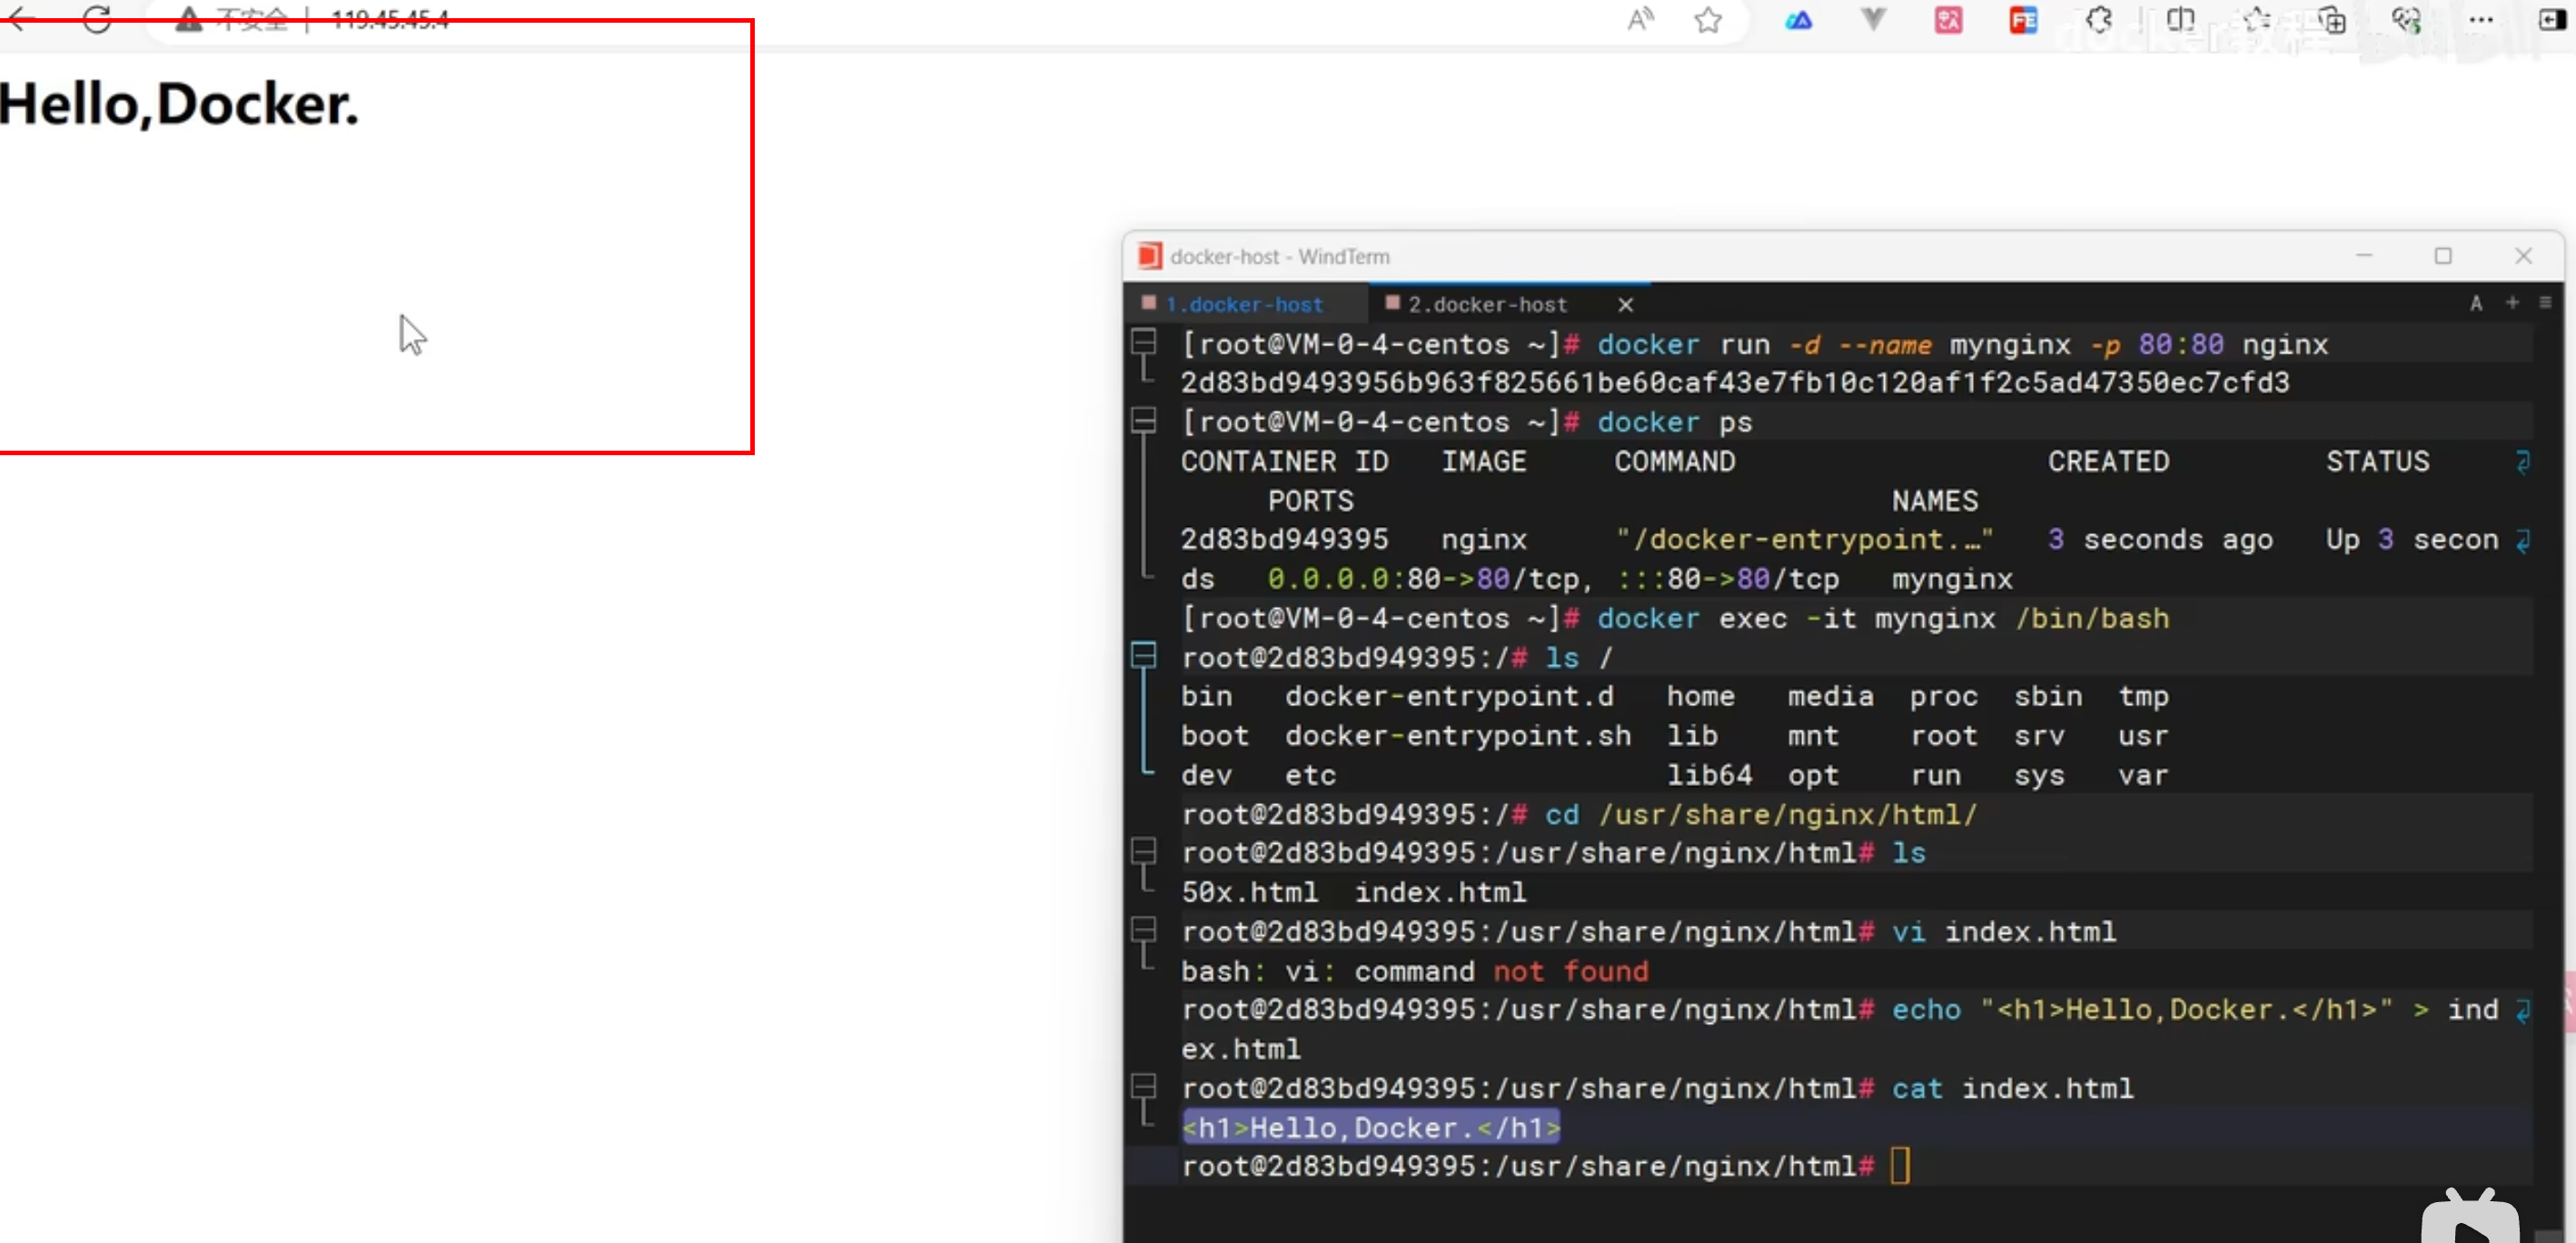 不安全 | 119.45.45.4
docker教程
Hello,Docker.
docker-host - WindTerm
1.docker-host 2.docker-host
[root@VM-0-4-centos ~]# docker run -d --name mynginx -p 80:80 nginx
2d83bd9493956b963f825661be60caf43e7fb10c120af1f2c5ad47350ec7cfd3
[root@VM-0-4-centos ~]# docker ps
CONTAINER ID   IMAGE     COMMAND                  CREATED         STATUS
     PORTS                               NAMES
2d83bd949395   nginx     "/docker-entrypoint.…"   3 seconds ago   Up 3 secon
ds   0.0.0.0:80->80/tcp, :::80->80/tcp   mynginx
[root@VM-0-4-centos ~]# docker exec -it mynginx /bin/bash
root@2d83bd949395:/# ls /
bin   docker-entrypoint.d   home   media  proc  sbin  tmp
boot  docker-entrypoint.sh  lib    mnt    root  srv   usr
dev   etc                   lib64  opt    run   sys   var
root@2d83bd949395:/# cd /usr/share/nginx/html/
root@2d83bd949395:/usr/share/nginx/html# ls
50x.html  index.html
root@2d83bd949395:/usr/share/nginx/html# vi index.html
bash: vi: command not found
root@2d83bd949395:/usr/share/nginx/html# echo "<h1>Hello,Docker.</h1>" > ind
ex.html
root@2d83bd949395:/usr/share/nginx/html# cat index.html
<h1>Hello,Docker.</h1>
root@2d83bd949395:/usr/share/nginx/html#